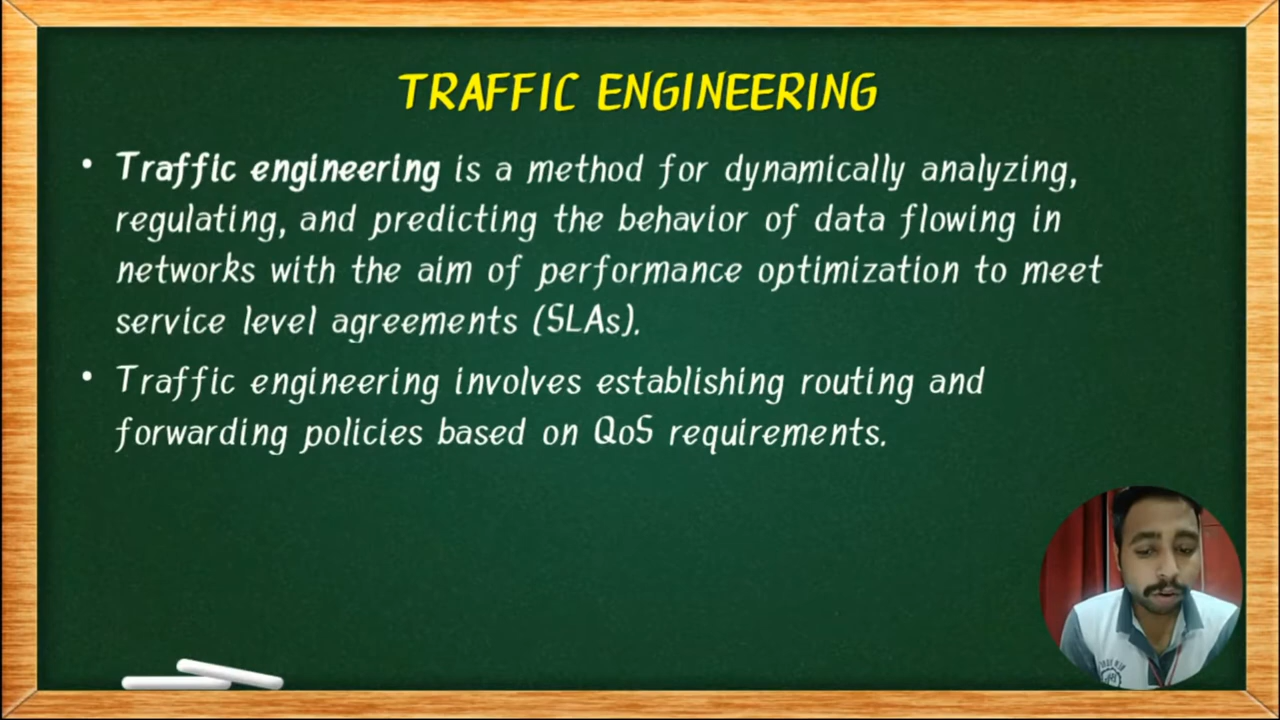 TRAFFIC ENGINEERING
• Traffic engineering is a method for dynamically analyzing,
regulating, and predicting the behavior of data flowing in
networks with the aim of performance optimization to meet
service level agreements (SLAs).
• Traffic engineering involves establishing routing and
forwarding policies based on QoS requirements.